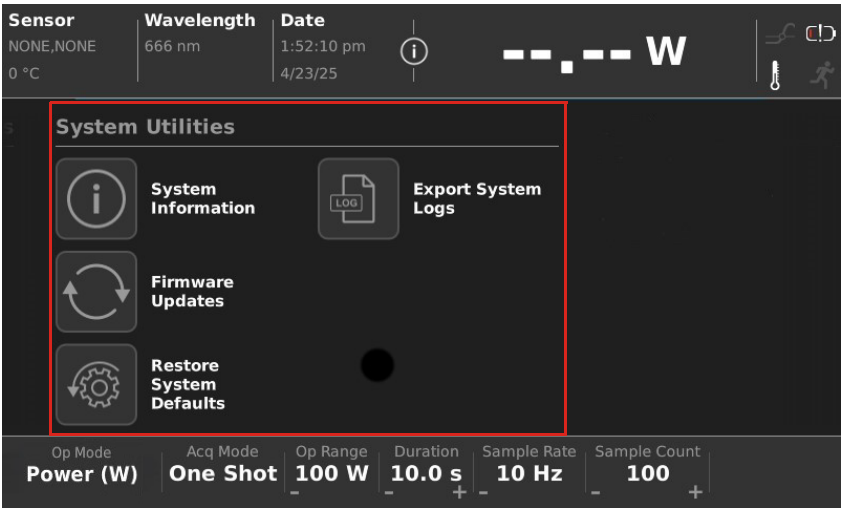 Sensor
NONE,NONE
0 °C
Wavelength
666 nm
Date
1:52:10 pm
4/23/25
i
--.-- W
System Utilities
i
System
Information
LOG
Export System
Logs
Firmware
Updates
Restore
System
Defaults
Op Mode
Power (W)
Acq Mode
One Shot
Op Range
100 W
-
Duration
10.0 s
- +
Sample Rate
10 Hz
-
Sample Count
100
- +